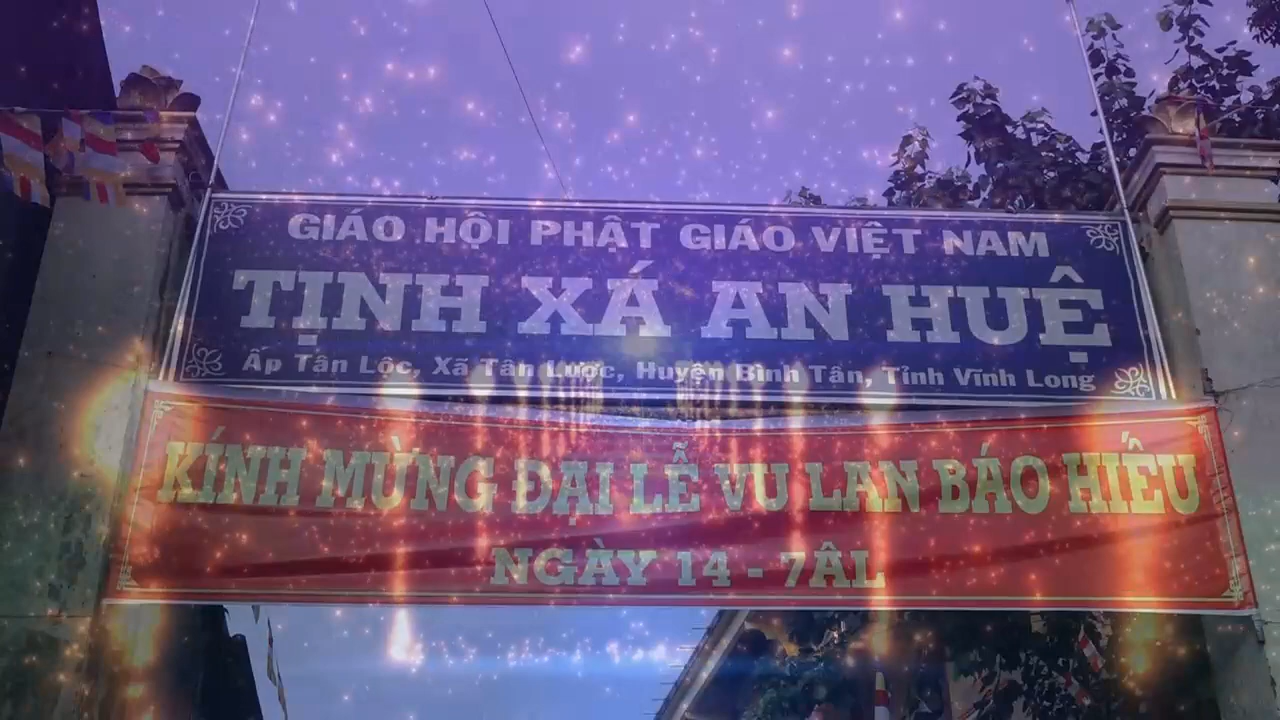 GIÁO HỘI PHẬT GIÁO VIỆT NAM
TỊNH XÁ AN HUỆ
Ấp Tân Lộc, Xã Tân Lược, Huyện Bình Tân, Tỉnh Vĩnh Long
KÍNH MỪNG ĐẠI LỄ VU LAN BÁO HIẾU
NGÀY 14 - 7ÂL